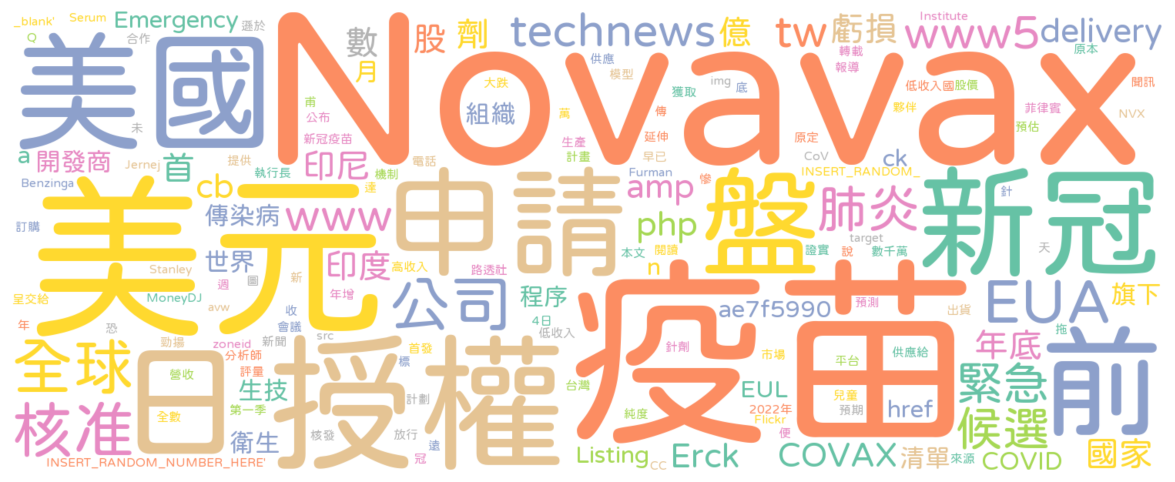 _blank'
Serum
Emergency
遜於
Q
合作
數
股
劑
technews
億
tw
虧損
Institute
www5
delivery
轉載
原本
報導
月
美國
Novavax
供應
大跌
模型
img
底
獲取
低收入國
股價
夥伴
菲律賓
聞訊
甫
公布
組織
萬
傳
預估
NVX
未
新冠疫苗
生產
延伸
原定
a
開發商
Jernej
提供
首
印尼
電話
計畫
早已
CoV
ck
Benzinga
執行長
穗制
速
Furman
慘
INSERT_RANDOM_
cb
申請
amp
盤
肺炎
新冠
針
美元
傳染病
www
php
訂購
本文
閱讀
證實
target
說
數千萬
天
世界
圖
新
印度
高收入
路透社
n
Stanley
週
年增
呈交給
MoneyDJ
avw
收
公司
程序
ae7f5990
預測
出貨
EUA
旗下
年
恐
會議
4日
低收入
疫苗
拖
勁揚
zoneid
新聞
src
首發
針劑
市場
供應給
年底
前
全球
日
分析師
授權
標
平台
營收
評量
生技
台灣
EUL
兒童
緊急
核准
全數
第一季
計劃
純度
2022年
預期
href
候選
Flickr
衛生
核發
放行
遠
便
國家
INSERT_RANDOM_NUMBER_HERE'
冠
Listing
CC
Erck
COVAX
清單
來源
COVID